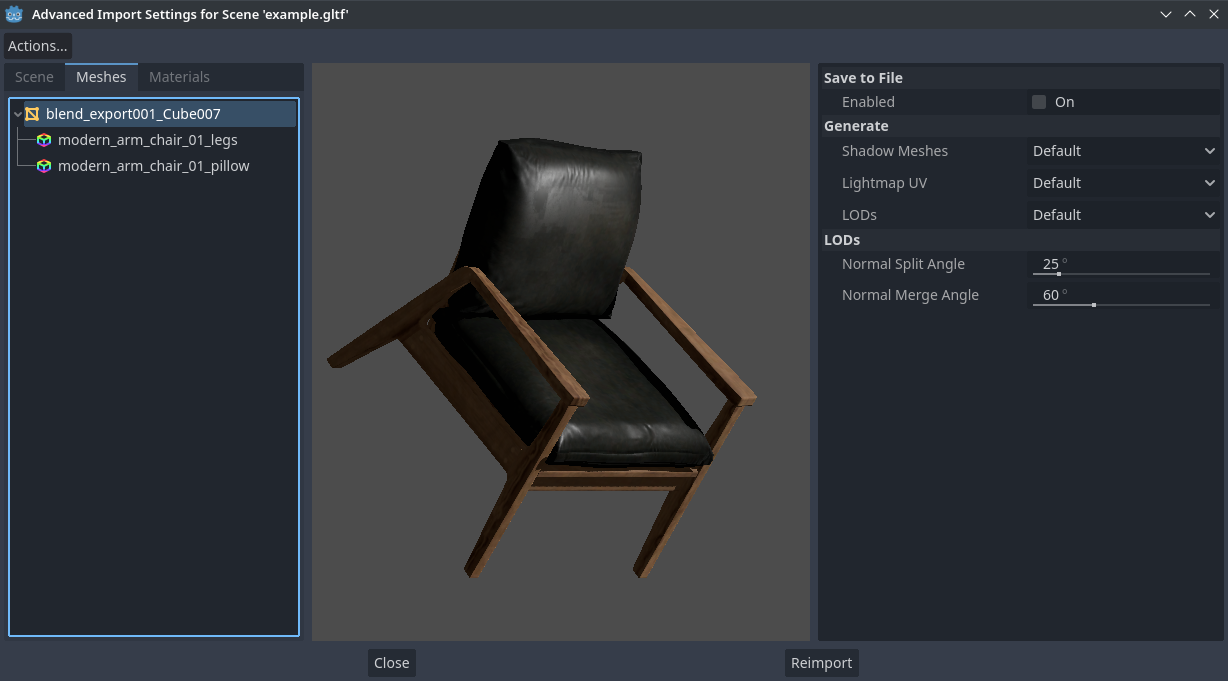 Advanced Import Settings for Scene 'example.gltf'
Actions...
Scene Meshes Materials
blend_export001_Cube007
modern_arm_chair_01_legs
modern_arm_chair_01_pillow
Save to File
Enabled On
Generate
Shadow Meshes Default
Lightmap UV Default
LODs Default
LODs
Normal Split Angle 25 °
Normal Merge Angle 60 °
Close Reimport